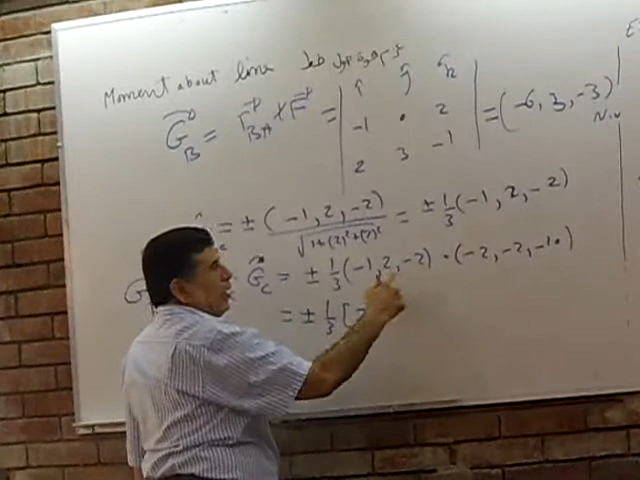 Moment about line
G_B = r_BA × F = | i j k |
-1 · 2 = (-6, 3, -3)
2 3 -1
N.m
= ± (-1, 2, -2) / √(1+(2)²+(2)²) = ± 1/3 (-1, 2, -2)
G_C = ± 1/3 (-1, 2, -2) · (-2, -2, -10)
= ± 1/3 [2